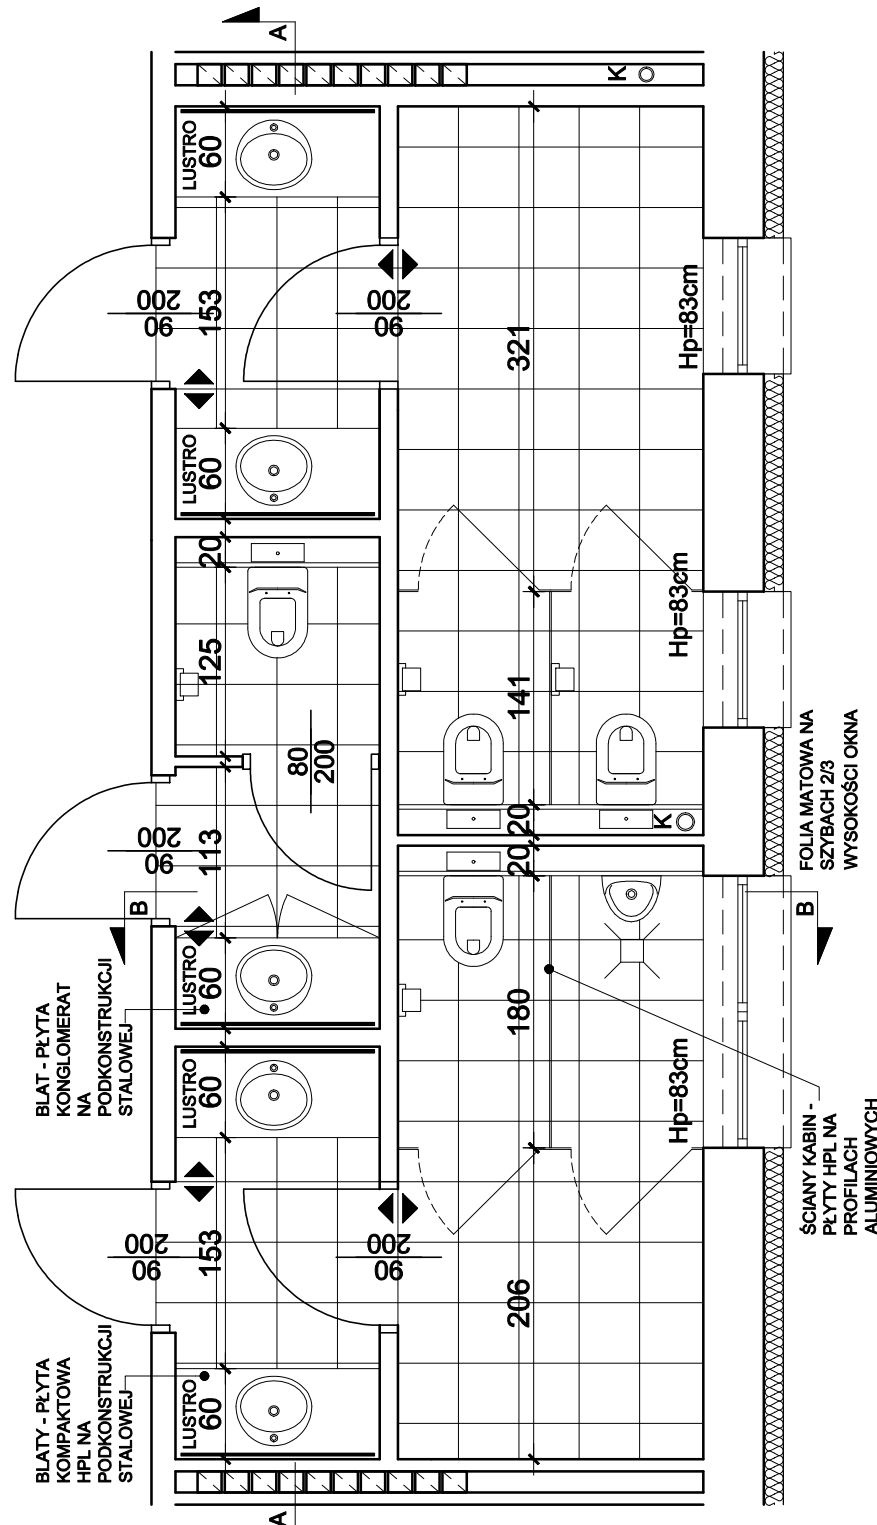 A
K
LUSTRO
60
90
200
153
90
200
321
Hp=83cm
LUSTRO
60
20
125
Hp=83cm
141
80
200
FOLIA MATOWA NA
SZYBACH 2/3
WYSOKOŚCI OKNA
20
K
90
200
113
20
B
B
BLAT - PŁYTA
KONGLOMERAT
NA
PODKONSTRUKCJI
STALOWEJ
LUSTRO
60
180
Hp=83cm
LUSTRO
60
ŚCIANY KABIN -
PŁYTY HPL NA
PROFILACH
ALUMINIOWYCH
90
200
153
90
200
206
BLATY - PŁYTA
KOMPAKTOWA
HPL NA
PODKONSTRUKCJI
STALOWEJ
LUSTRO
60
A